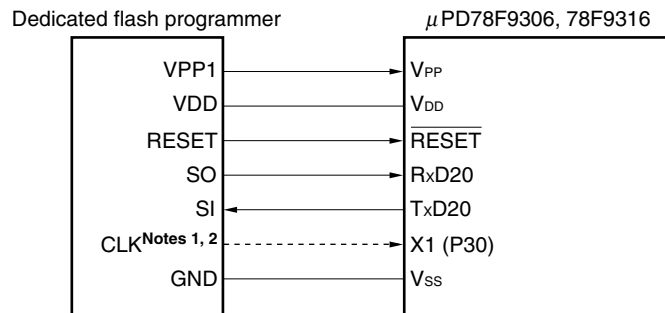 Dedicated flash programmer μPD78F9306, 78F9316
VPP1 VPP
VDD VDD
RESET RESET
SO RxD20
SI TxD20
CLKNotes 1, 2 X1 (P30)
GND VSS